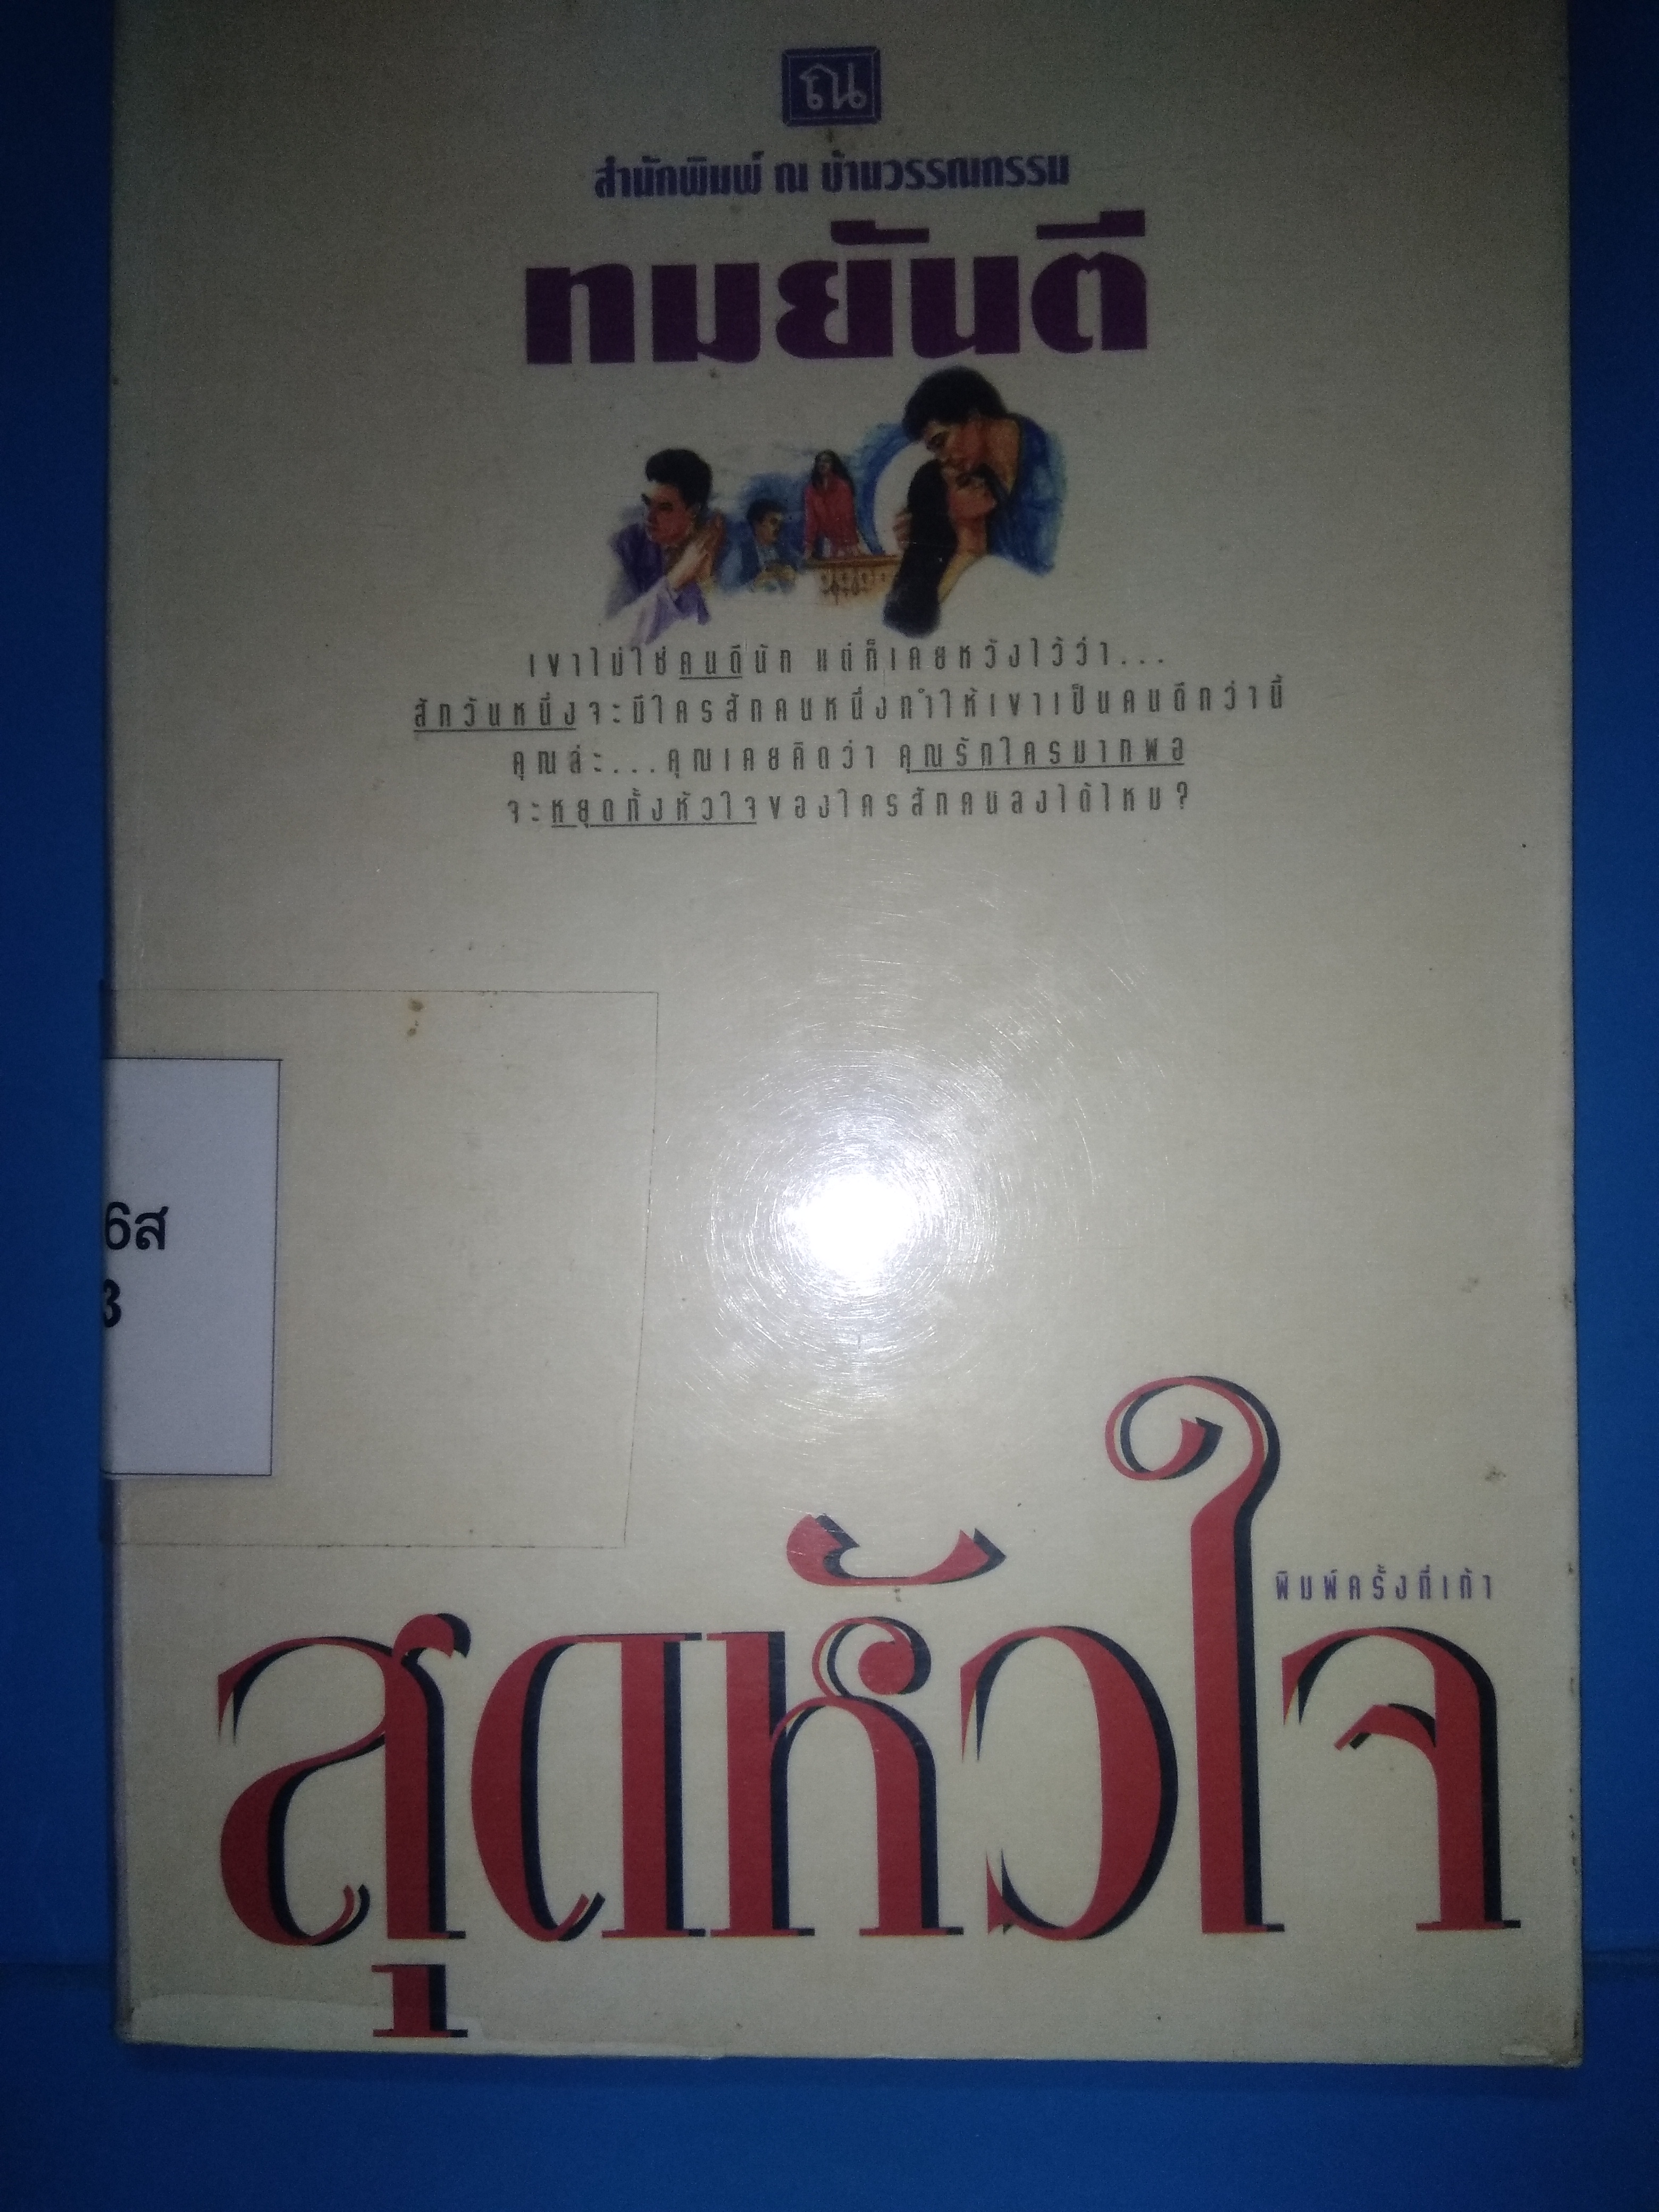 ณ
สำนักพิมพ์ ณ บ้านวรรณกรรม
ทมยันตี
เขาไม่ใช่คนดีนัก แต่ก็เคยหวังไว้ว่า...
สักวันหนึ่งจะมีใครสักคนหนึ่งทำให้เขาเป็นคนดีกว่านี้
คุณล่ะ...คุณเคยคิดว่า คุณรักใครมากพอ
จะหยุดทั้งหัวใจของใครสักคนลงได้ไหม?
6ส
3
พิมพ์ครั้งที่เก้า
สุดหัวใจ